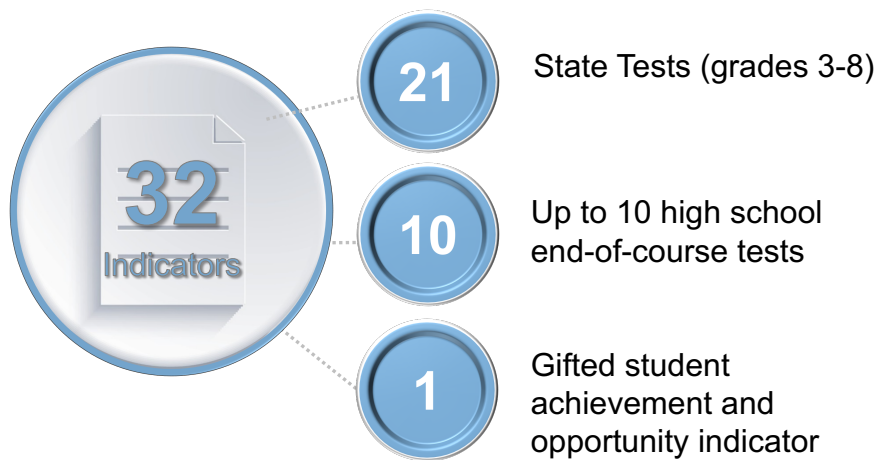 32
Indicators
21
State Tests (grades 3-8)
10
Up to 10 high school
end-of-course tests
1
Gifted student
achievement and
opportunity indicator